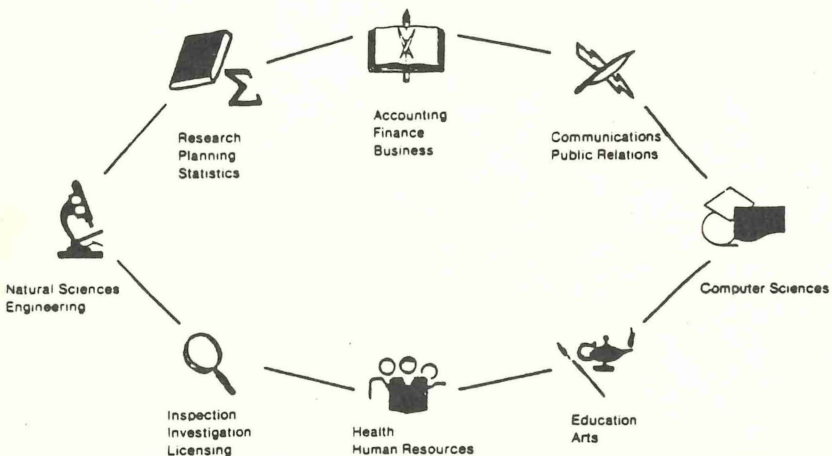 Accounting
Finance
Business
Research
Planning
Statistics
Communications
Public Relations
Natural Sciences
Engineering
Computer Sciences
Inspection
Investigation
Licensing
Health
Human Resources
Education
Arts